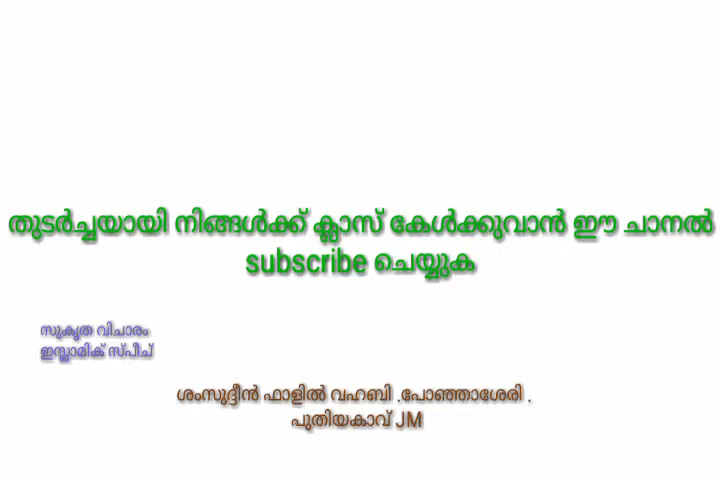 തുടർച്ചയായി നിങ്ങൾക്ക് ക്ലാസ് കേൾക്കുവാൻ ഈ ചാനൽ
subscribe ചെയ്യുക
സുകൃത വിചാരം
ഇസ്ലാമിക് സ്പീച്
ശംസുദ്ദീൻ ഫാളിൽ വഹബി .പോഞ്ഞാശേരി .
പുതിയകാവ് JM